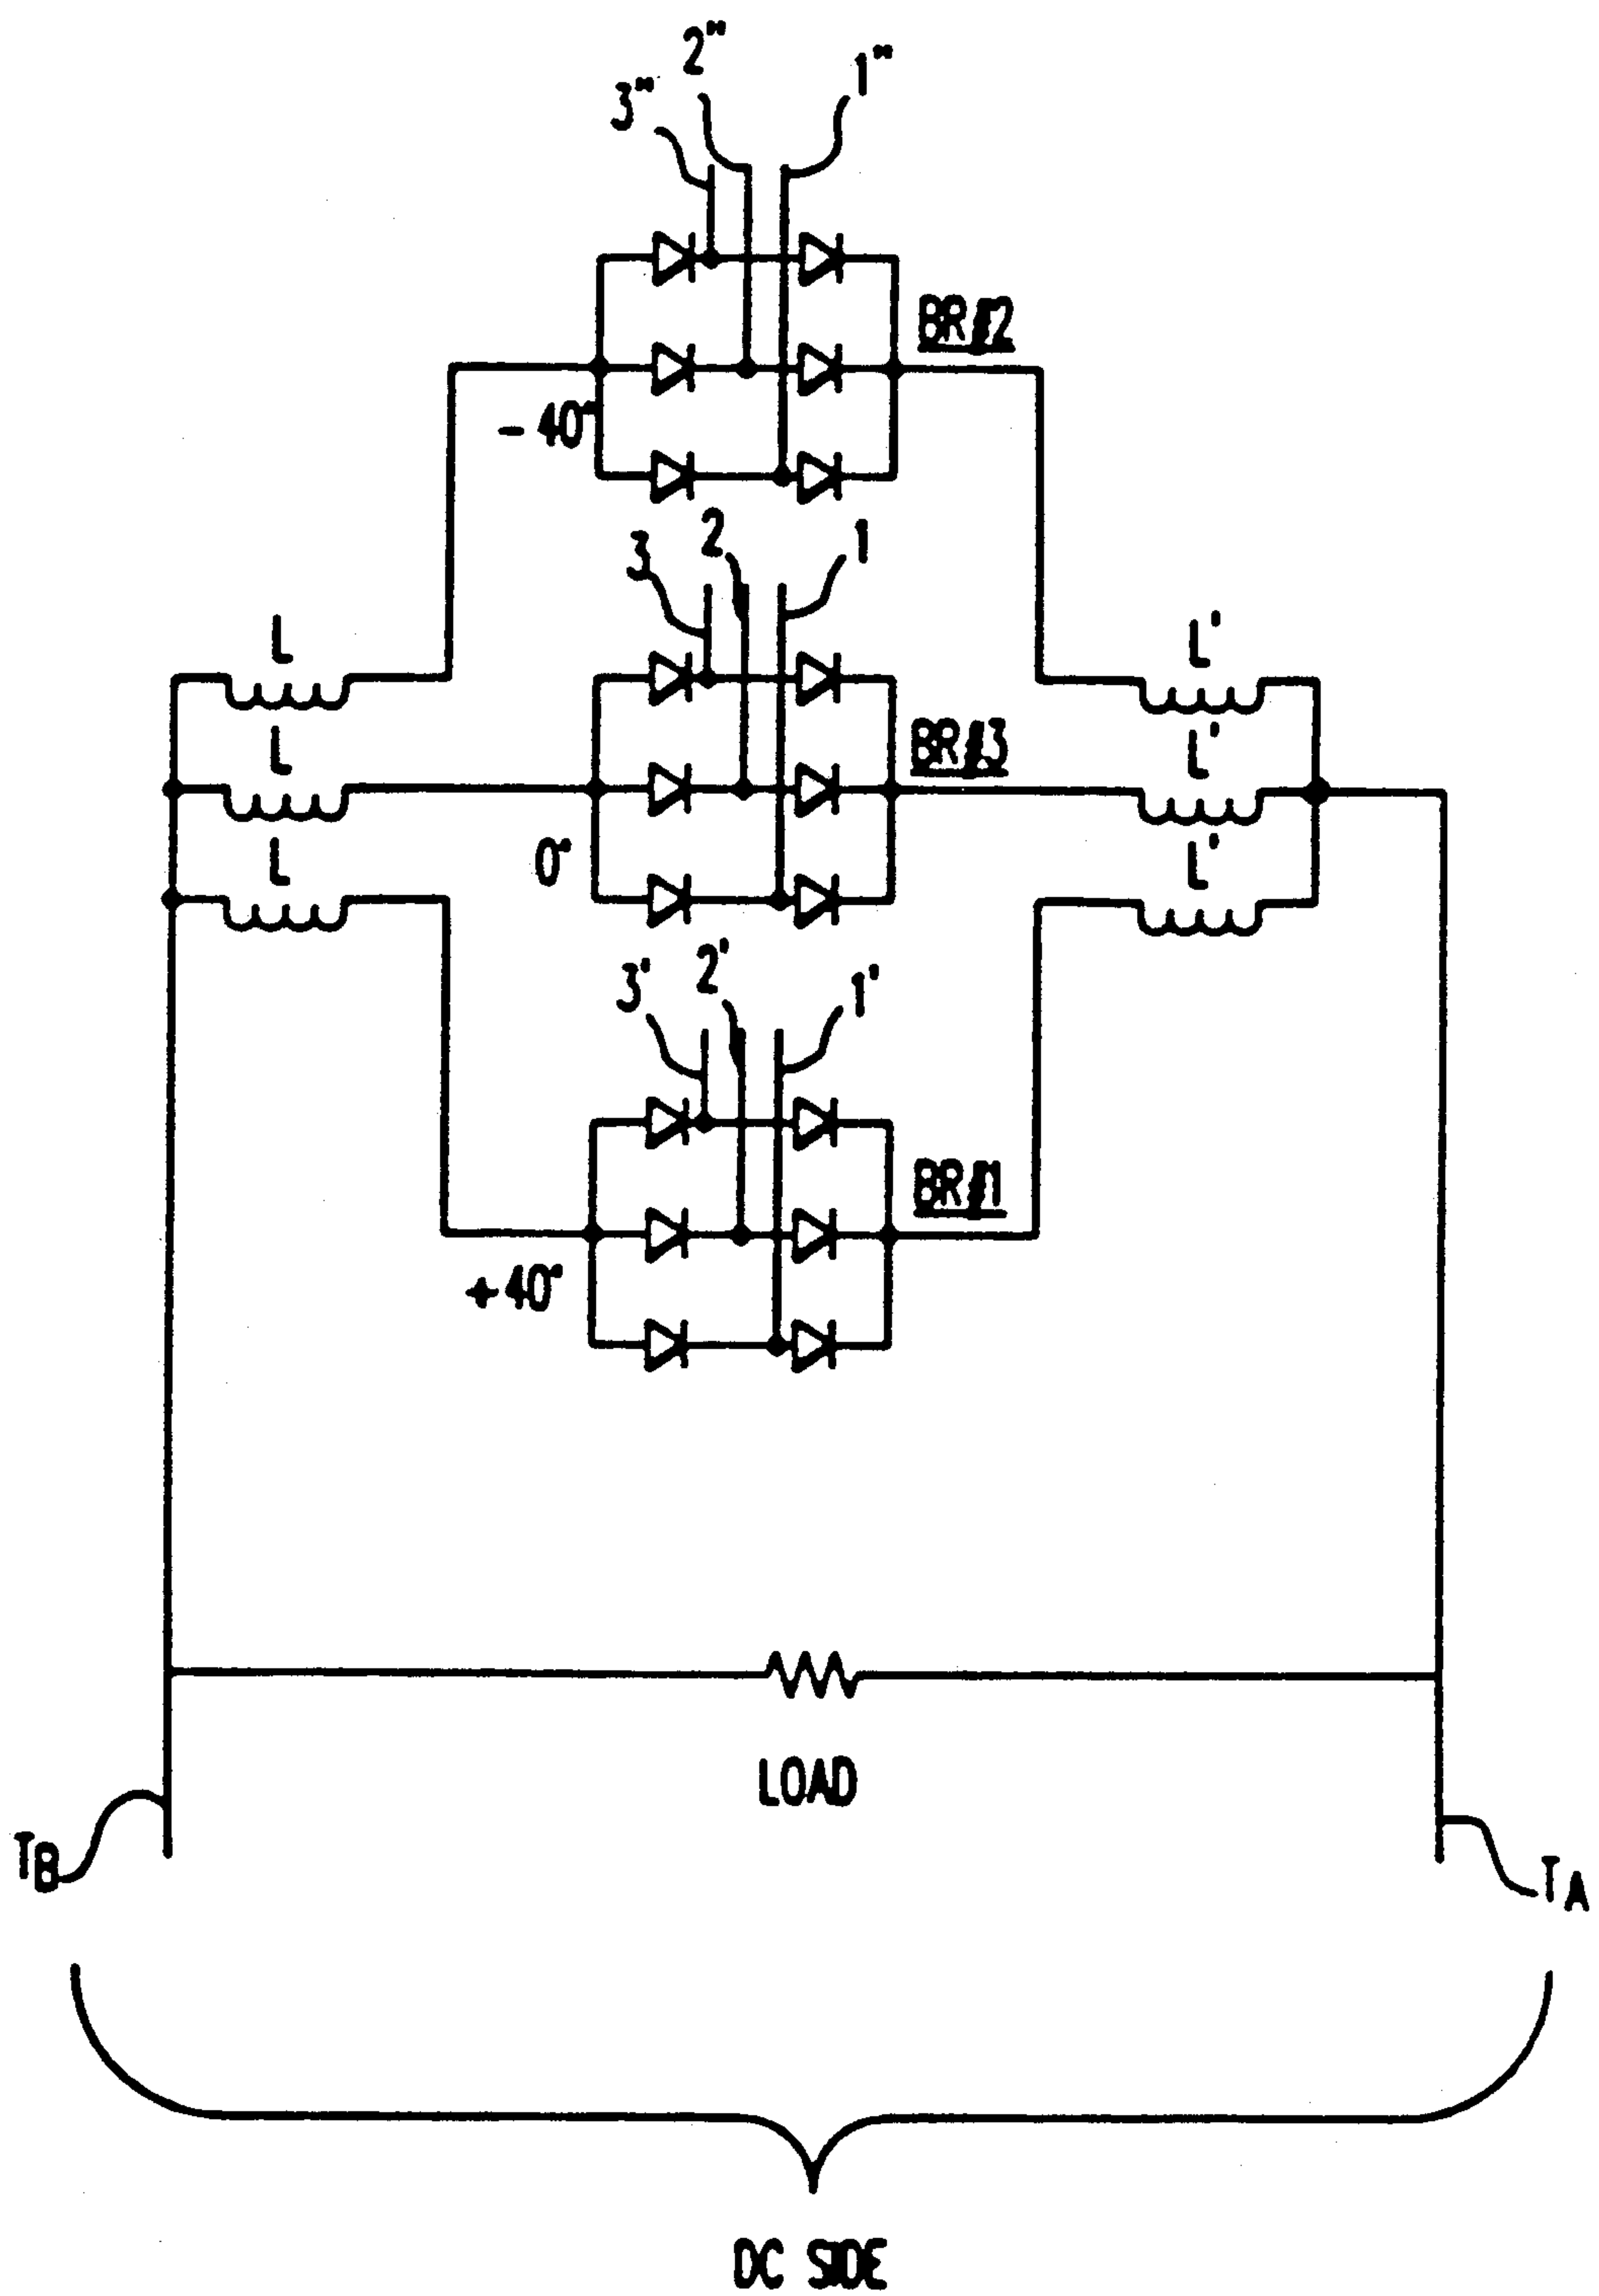 2"'
3"' 1"'
BR#2
-40°
3 2 1
L L'
BR#3
L L'
0°
L L'
3' 2' 1'
BR#1
+40°
LOAD
TB TA
DC SIDE